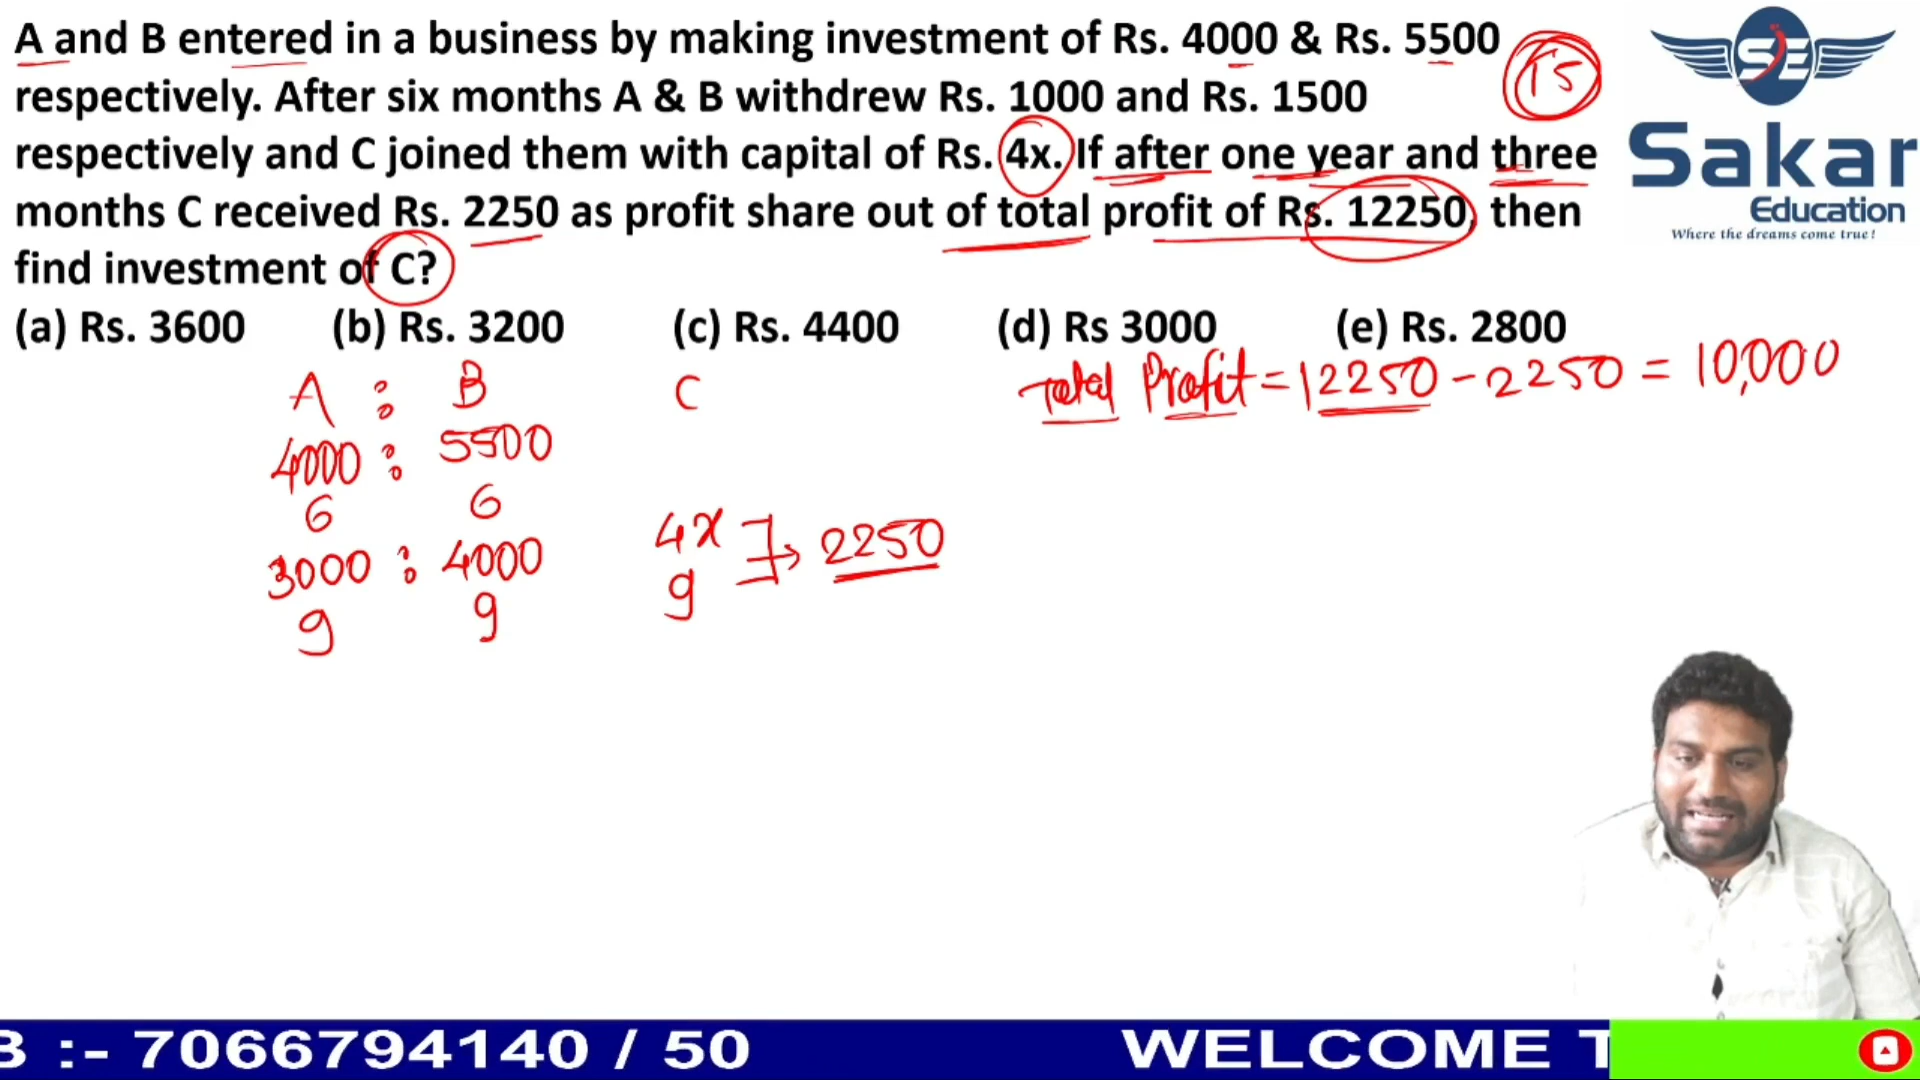 A and B entered in a business by making investment of Rs. 4000 & Rs. 5500
respectively. After six months A & B withdrew Rs. 1000 and Rs. 1500
respectively and C joined them with capital of Rs. 4x. If after one year and three
months C received Rs. 2250 as profit share out of total profit of Rs. 12250, then
find investment of C?
(a) Rs. 3600 (b) Rs. 3200 (c) Rs. 4400 (d) Rs 3000 (e) Rs. 2800
15
SE
Sakar
Education
Where the dreams come true!
Total Profit = 12250 - 2250 = 10,000
A : B C
4000 : 5500
6 6
3000 : 4000 4x
9 9 9
2250
B :- 7066794140 / 50 WELCOME T